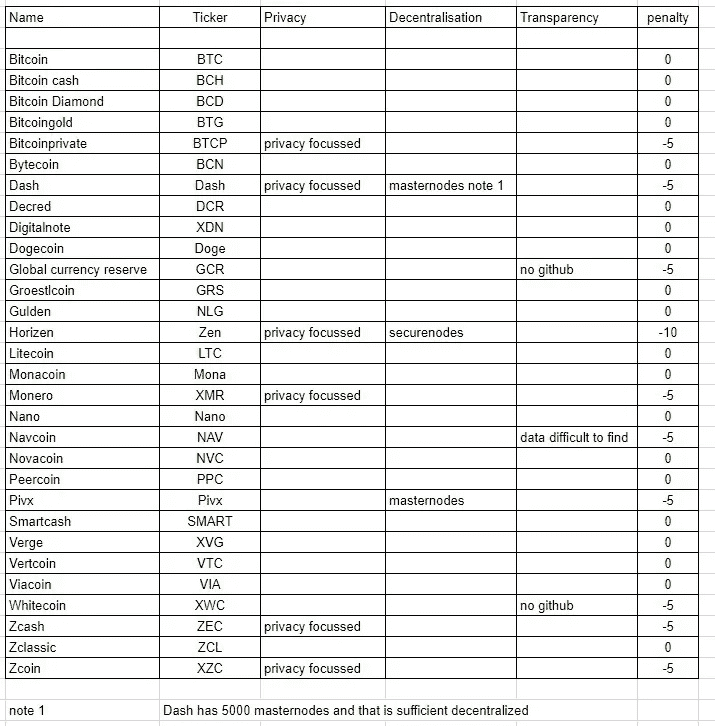 Name Ticker Privacy Decentralisation Transparency penalty
Bitcoin BTC 0
Bitcoin cash BCH 0
Bitcoin Diamond BCD 0
Bitcoingold BTG 0
Bitcoinprivate BTCP privacy focussed -5
Bytecoin BCN 0
Dash Dash privacy focussed masternodes note 1 -5
Decred DCR 0
Digitalnote XDN 0
Dogecoin Doge 0
Global currency reserve GCR no github -5
Groestlcoin GRS 0
Gulden NLG 0
Horizen Zen privacy focussed securenodes -10
Litecoin LTC 0
Monacoin Mona 0
Monero XMR privacy focussed -5
Nano Nano 0
Navcoin NAV data difficult to find -5
Novacoin NVC 0
Peercoin PPC 0
Pivx Pivx masternodes -5
Smartcash SMART 0
Verge XVG 0
Vertcoin VTC 0
Viacoin VIA 0
Whitecoin XWC no github -5
Zcash ZEC privacy focussed -5
Zclassic ZCL 0
Zcoin XZC privacy focussed -5
note 1 Dash has 5000 masternodes and that is sufficient decentralized